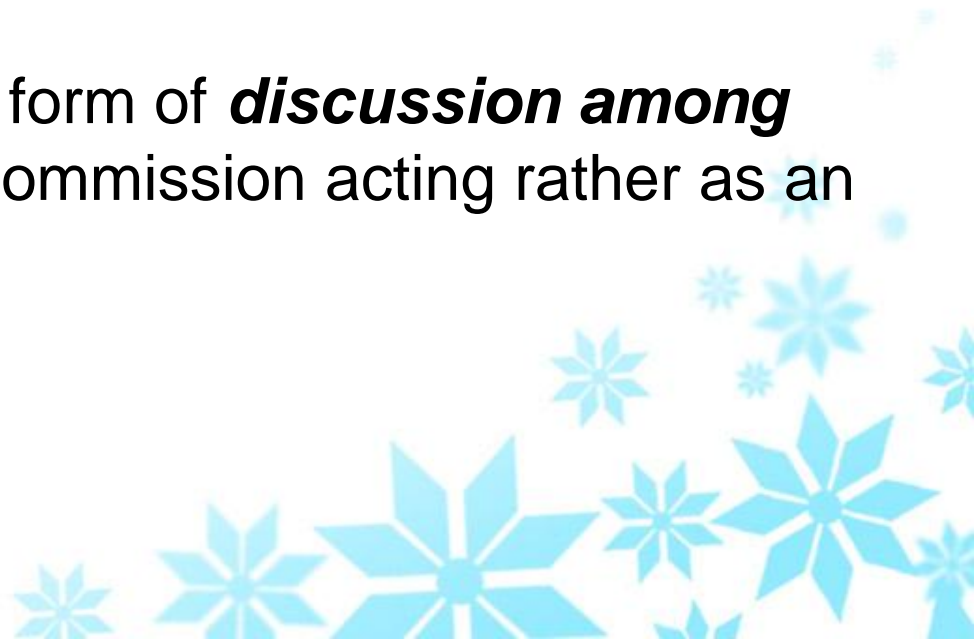 form of discussion among
ommission acting rather as an